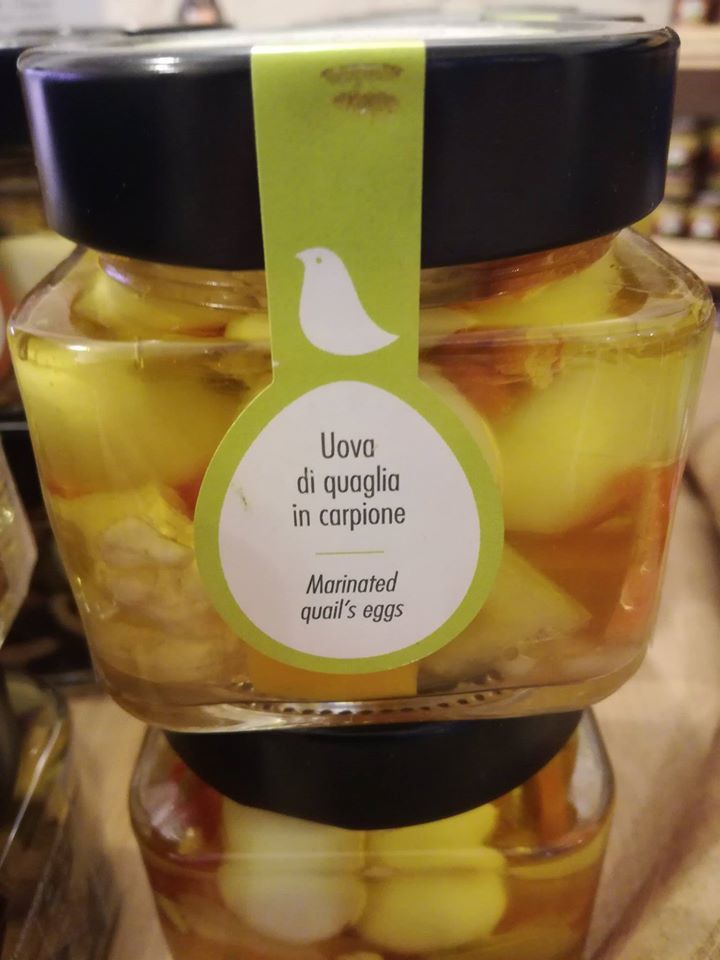 Uova
di quaglia
in carpione
Marinated
quail's eggs